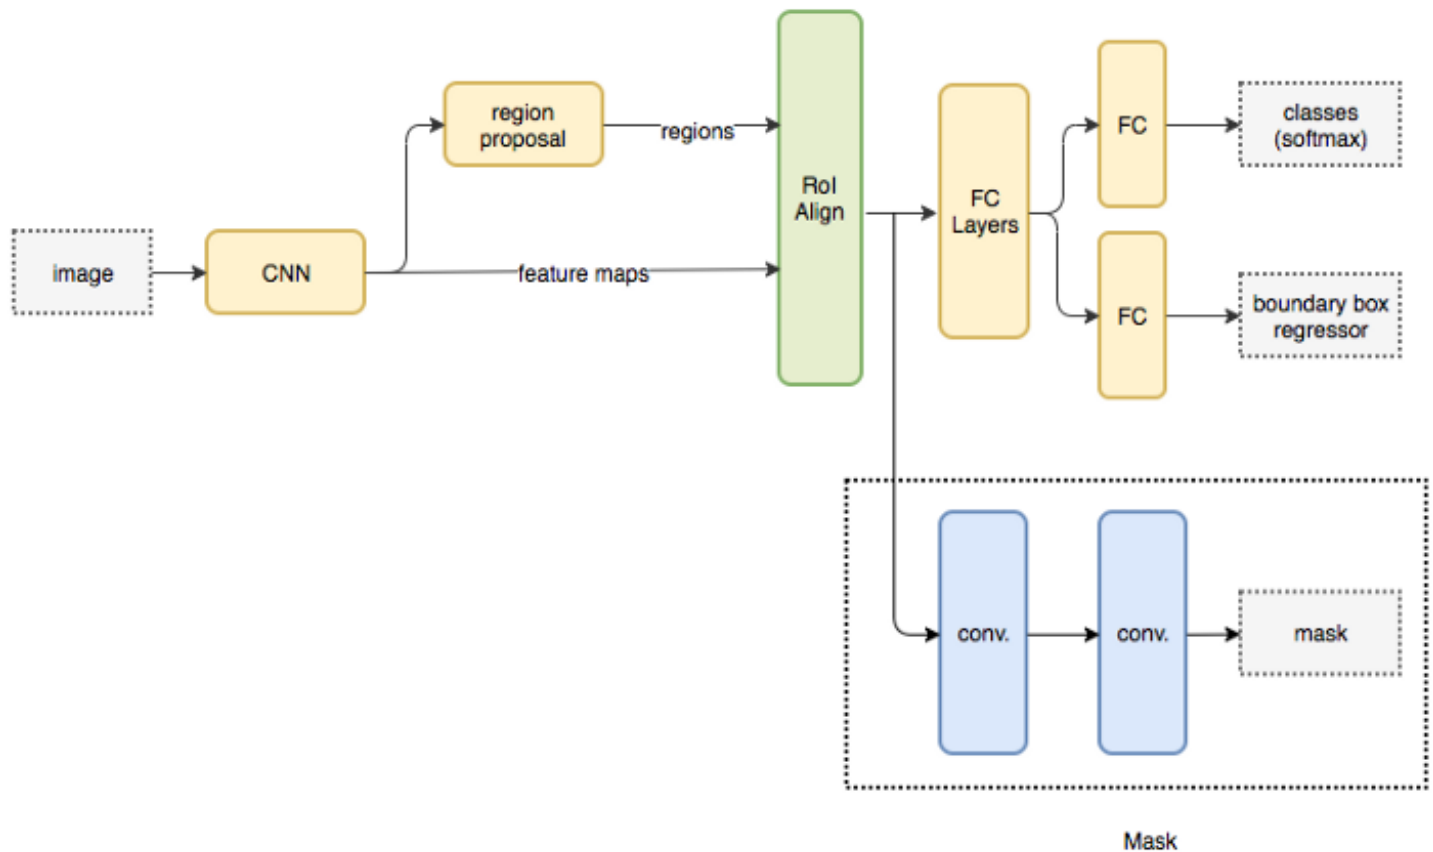 region
proposal
regions
image
CNN
feature maps
RoI
Align
FC
Layers
FC
classes
(softmax)
FC
boundary box
regressor
conv.
conv.
mask
Mask